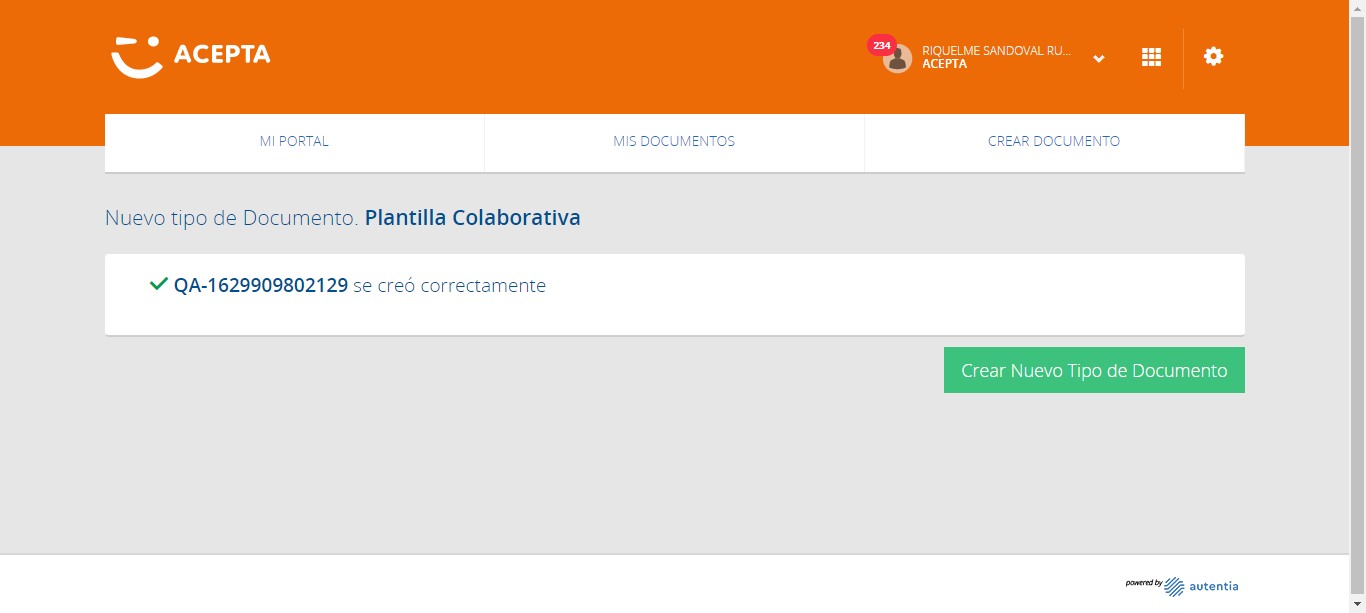 ACEPTA
234
RIQUELME SANDOVAL RU...
ACEPTA
MI PORTAL
MIS DOCUMENTOS
CREAR DOCUMENTO
Nuevo tipo de Documento. Plantilla Colaborativa
QA-1629909802129 se creó correctamente
Crear Nuevo Tipo de Documento
powered by autentia